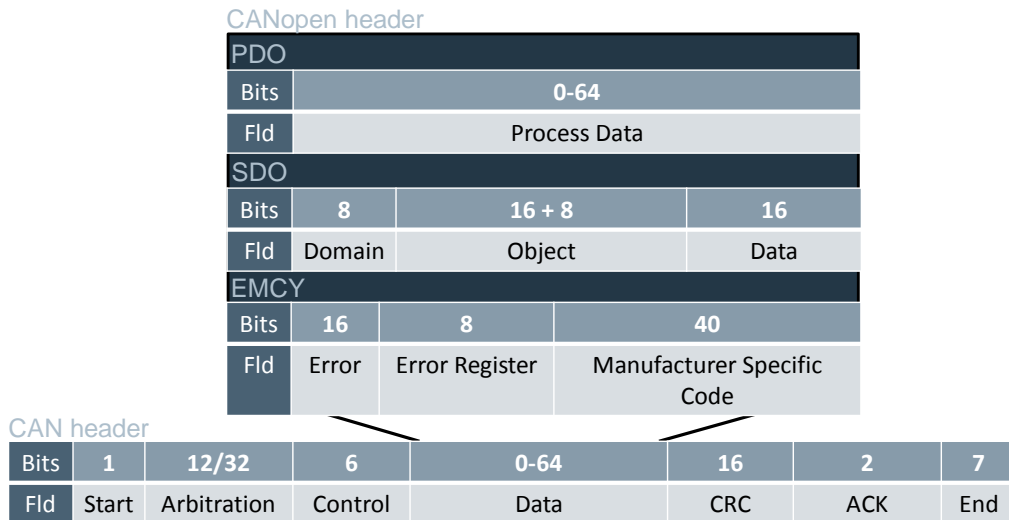 CANopen header
PDO
Bits 0-64
Fld Process Data
SDO
Bits 8 16 + 8 16
Fld Domain Object Data
EMCY
Bits 16 8 40
Fld Error Error Register Manufacturer Specific
Code
CAN header
Bits 1 12/32 6 0-64 16 2 7
Fld Start Arbitration Control Data CRC ACK End